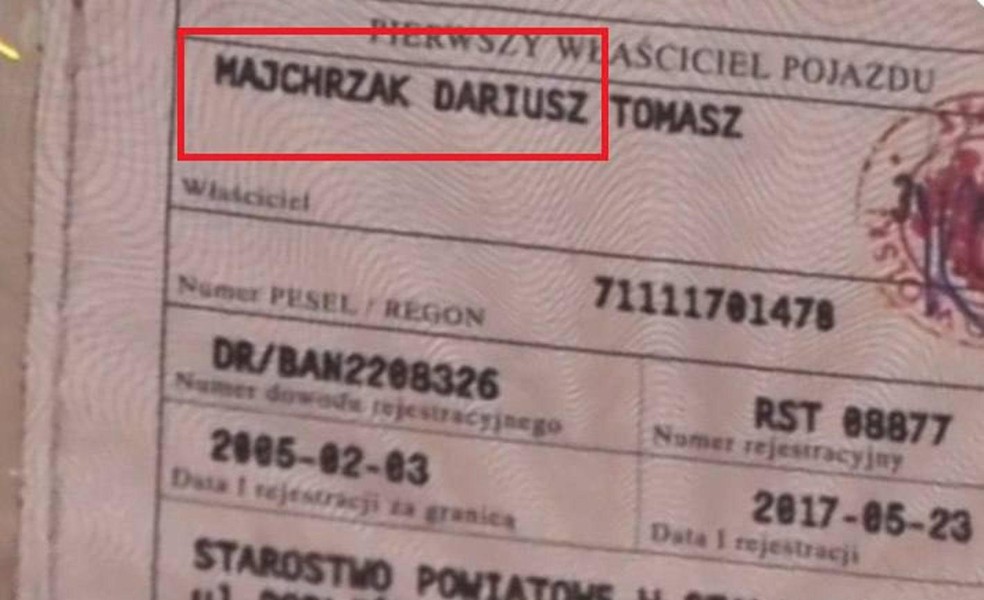 PIERWSZY WŁAŚCICIEL POJAZDU
MAJCHRZAK DARIUSZ TOMASZ
Właściciel
71111701478
Numer PESEL / REGON
DR/BAN2208326
Numer dowodu rejestracyjnego
RST 08877
Numer rejestracyjny
2005-02-03
Data I rejestracji za granicą
2017-05-23
Data I rejestracji
STAROSTWO POWIATOWE W